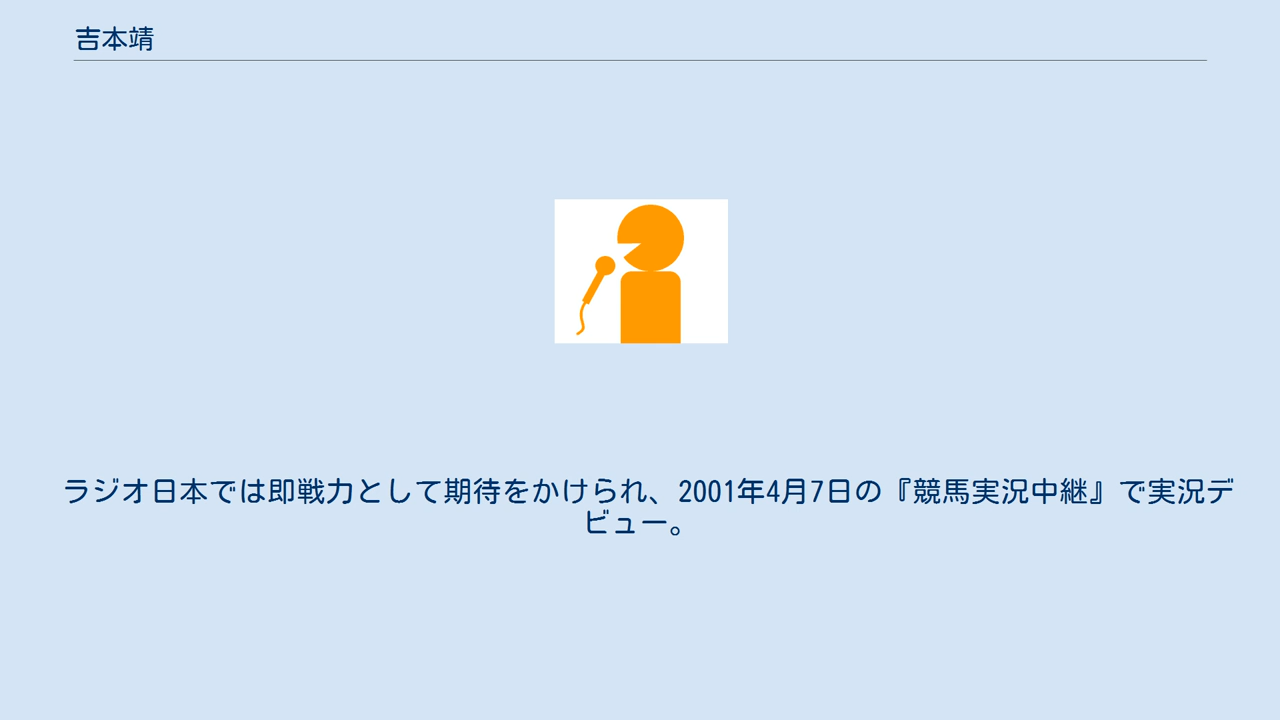 吉本靖
ラジオ日本では即戦力として期待をかけられ、2001年4月7日の『競馬実況中継』で実況デ
ビュー。